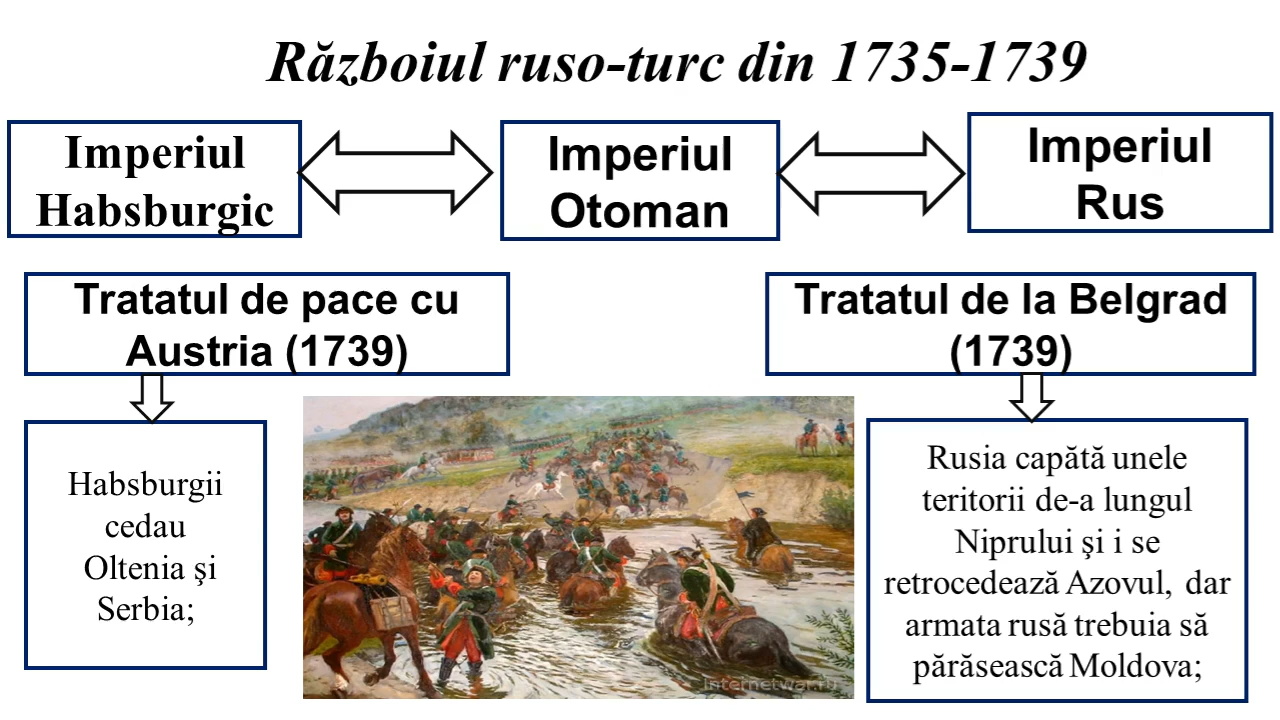 Războiul ruso-turc din 1735-1739
Imperiul
Habsburgic
Imperiul
Otoman
Imperiul
Rus
Tratatul de pace cu
Austria (1739)
Tratatul de la Belgrad
(1739)
Habsburgii
cedau
Oltenia şi
Serbia;
Rusia capătă unele
teritorii de-a lungul
Niprului şi i se
retrocedează Azovul, dar
armata rusă trebuia să
părăsească Moldova;
internetwar.ru